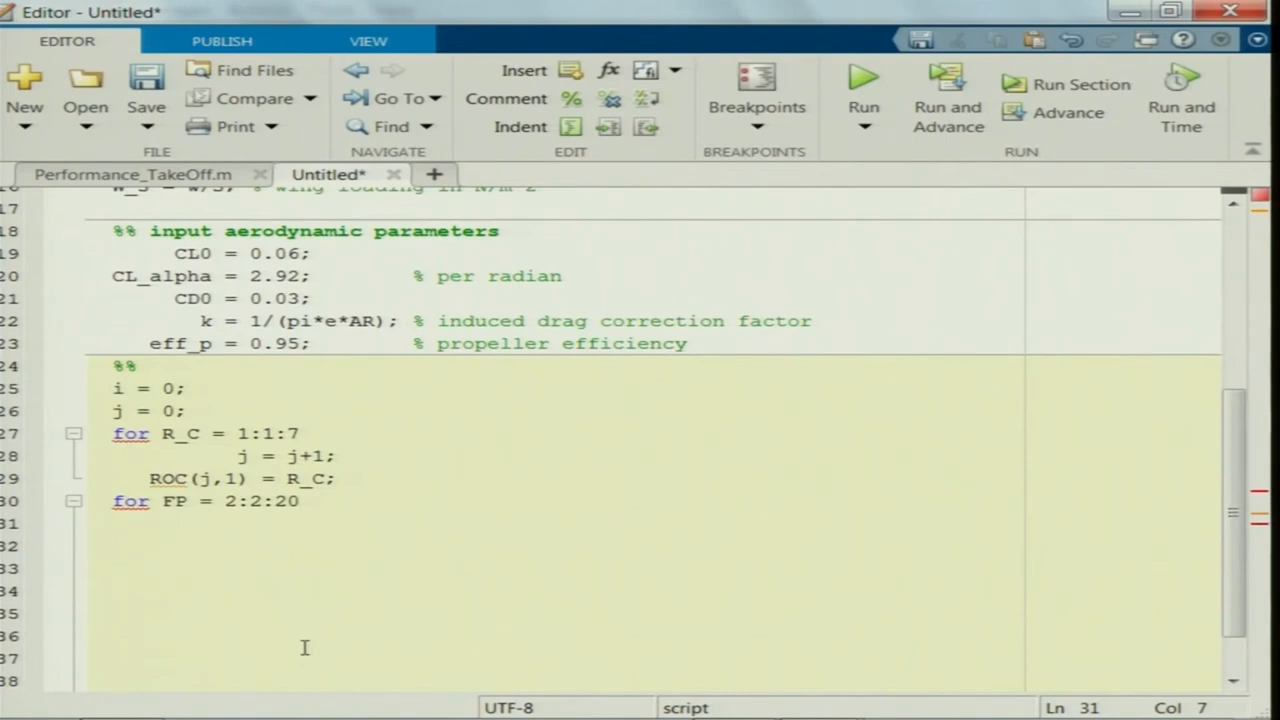 Editor - Untitled*
EDITOR PUBLISH VIEW
New Open Save Find Files Compare Print
FILE
Go To Find
NAVIGATE
Insert Comment Indent
EDIT
Breakpoints
BREAKPOINTS
Run Run and Advance Run Section Advance Run and Time
RUN
Performance_TakeOff.m Untitled* +
17
18 %% input aerodynamic parameters
19 CL0 = 0.06;
20 CL_alpha = 2.92; % per radian
21 CD0 = 0.03;
22 k = 1/(pi*e*AR); % induced drag correction factor
23 eff_p = 0.95; % propeller efficiency
24 %%
25 i = 0;
26 j = 0;
27 for R_C = 1:1:7
28 j = j+1;
29 ROC(j,1) = R_C;
30 for FP = 2:2:20
31
32
33
34
35
36
37
38
UTF-8 script Ln 31 Col 7